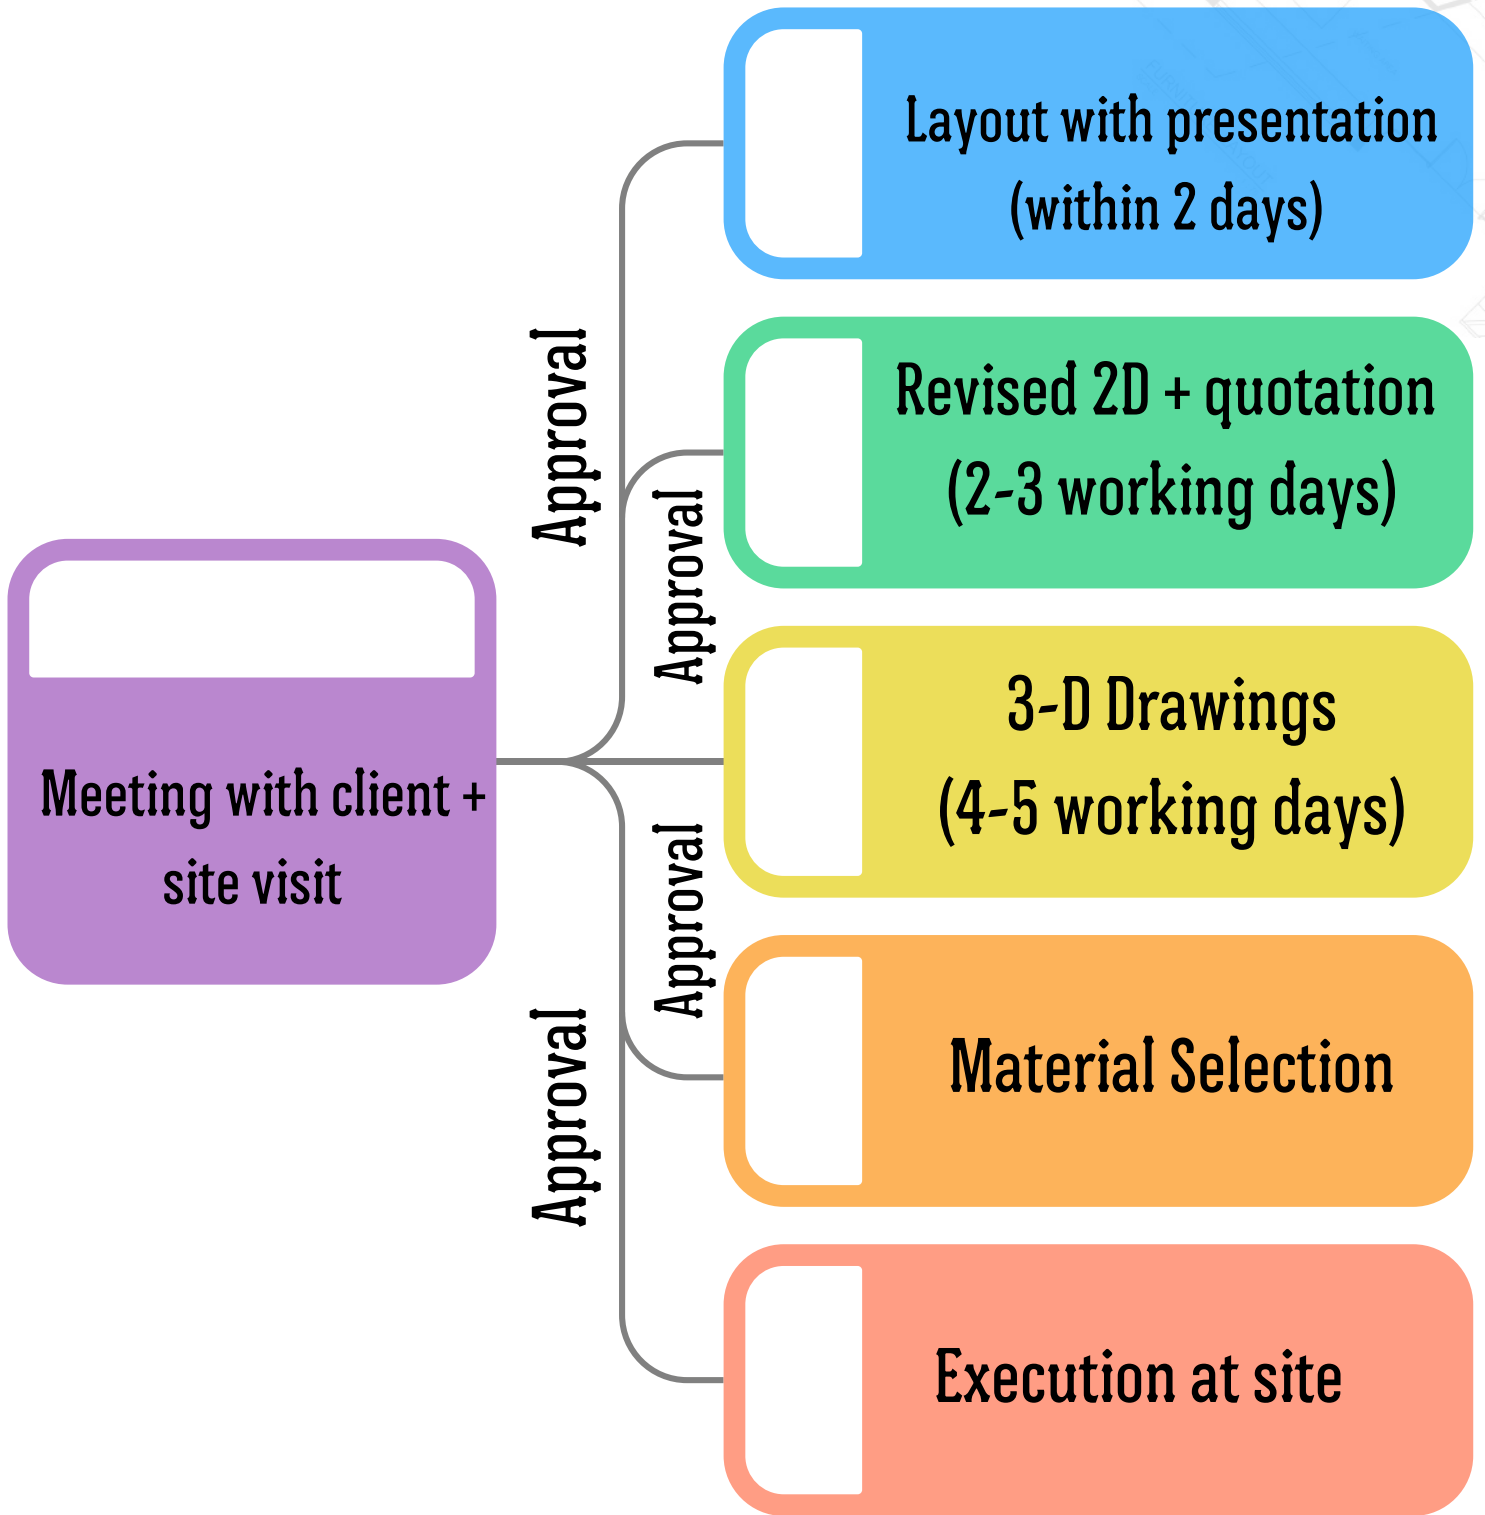 Meeting with client +
site visit
Approval
Approval
Approval
Approval
Layout with presentation
(within 2 days)
Revised 2D + quotation
(2-3 working days)
3-D Drawings
(4-5 working days)
Material Selection
Execution at site